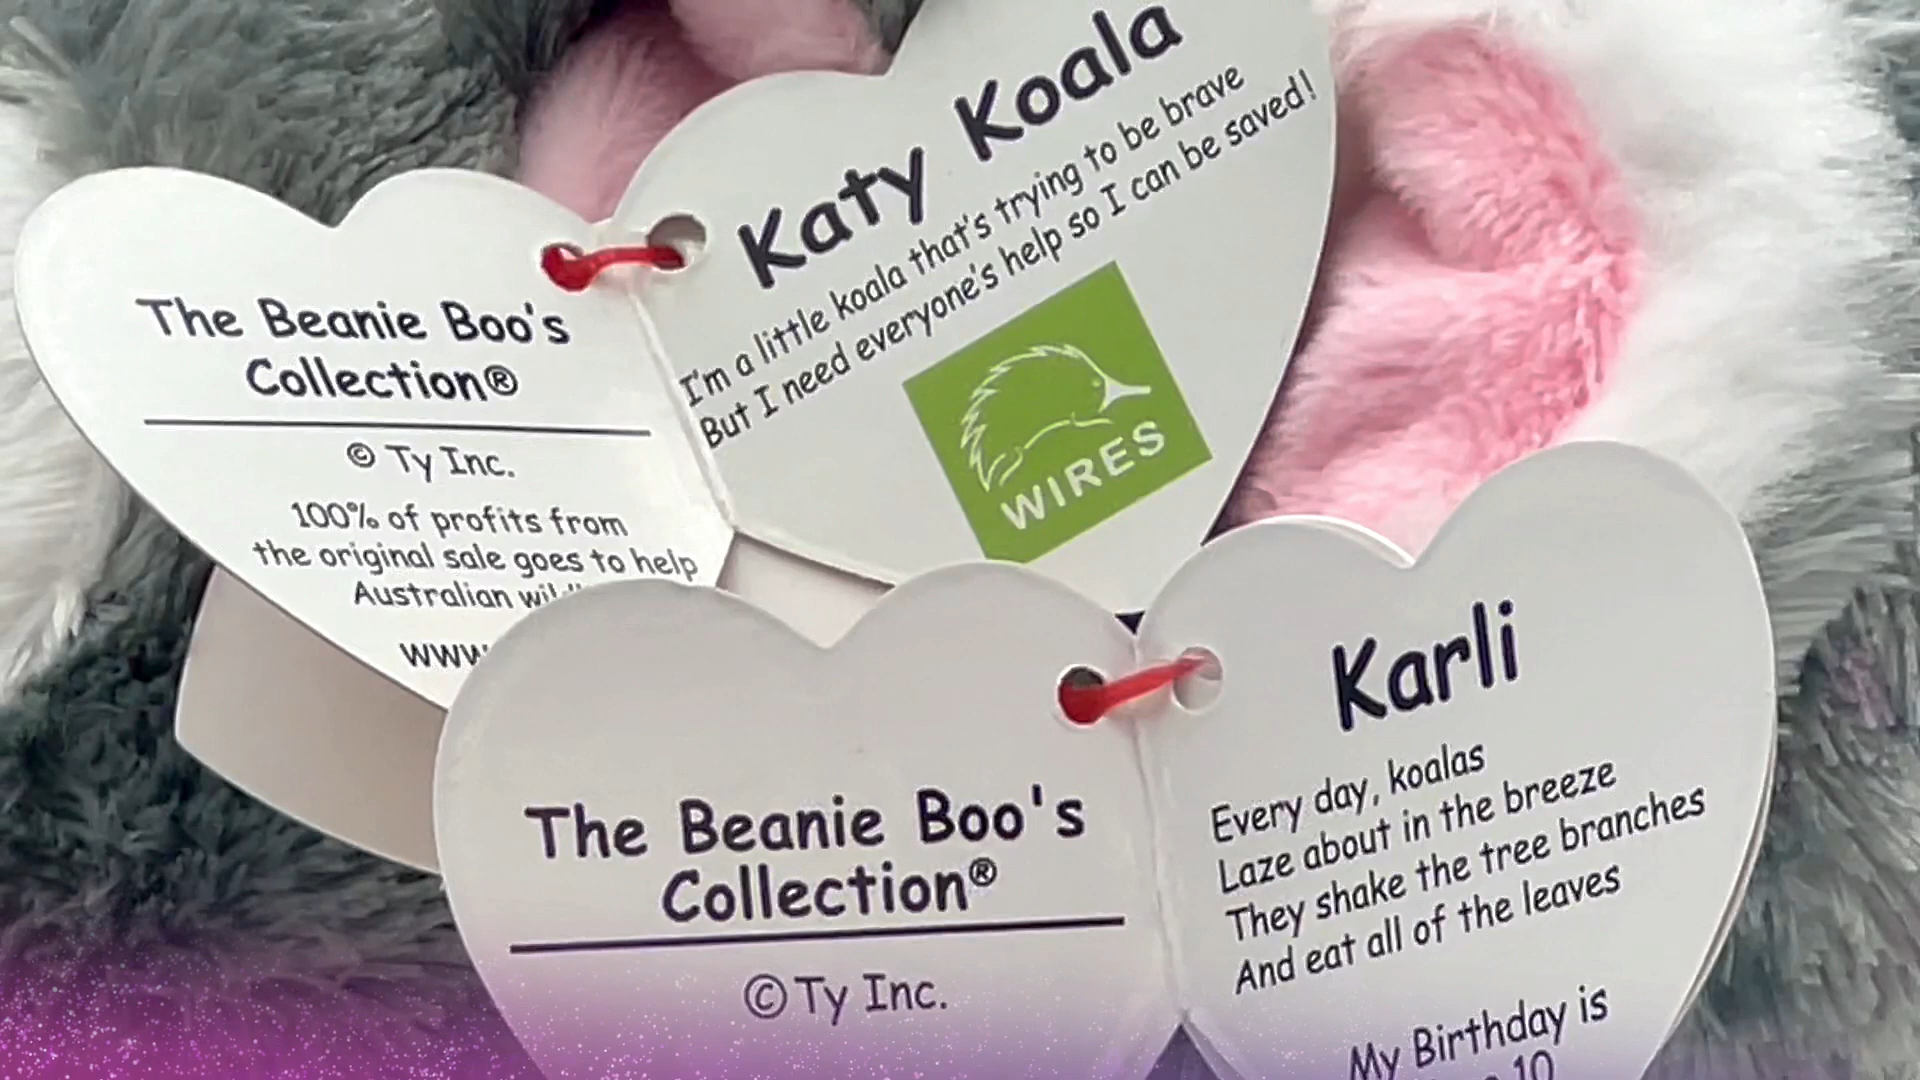 The Beanie Boo's
Collection®
© Ty Inc.
100% of profits from
the original sale goes to help
Australian
Katy Koala
I'm a little koala that's trying to be brave
But I need everyone's help so I can be saved!
WIRES
The Beanie Boo's
Collection®
© Ty Inc.
Karli
Every day, koalas
Laze about in the breeze
They shake the tree branches
And eat all of the leaves
My Birthday is
10